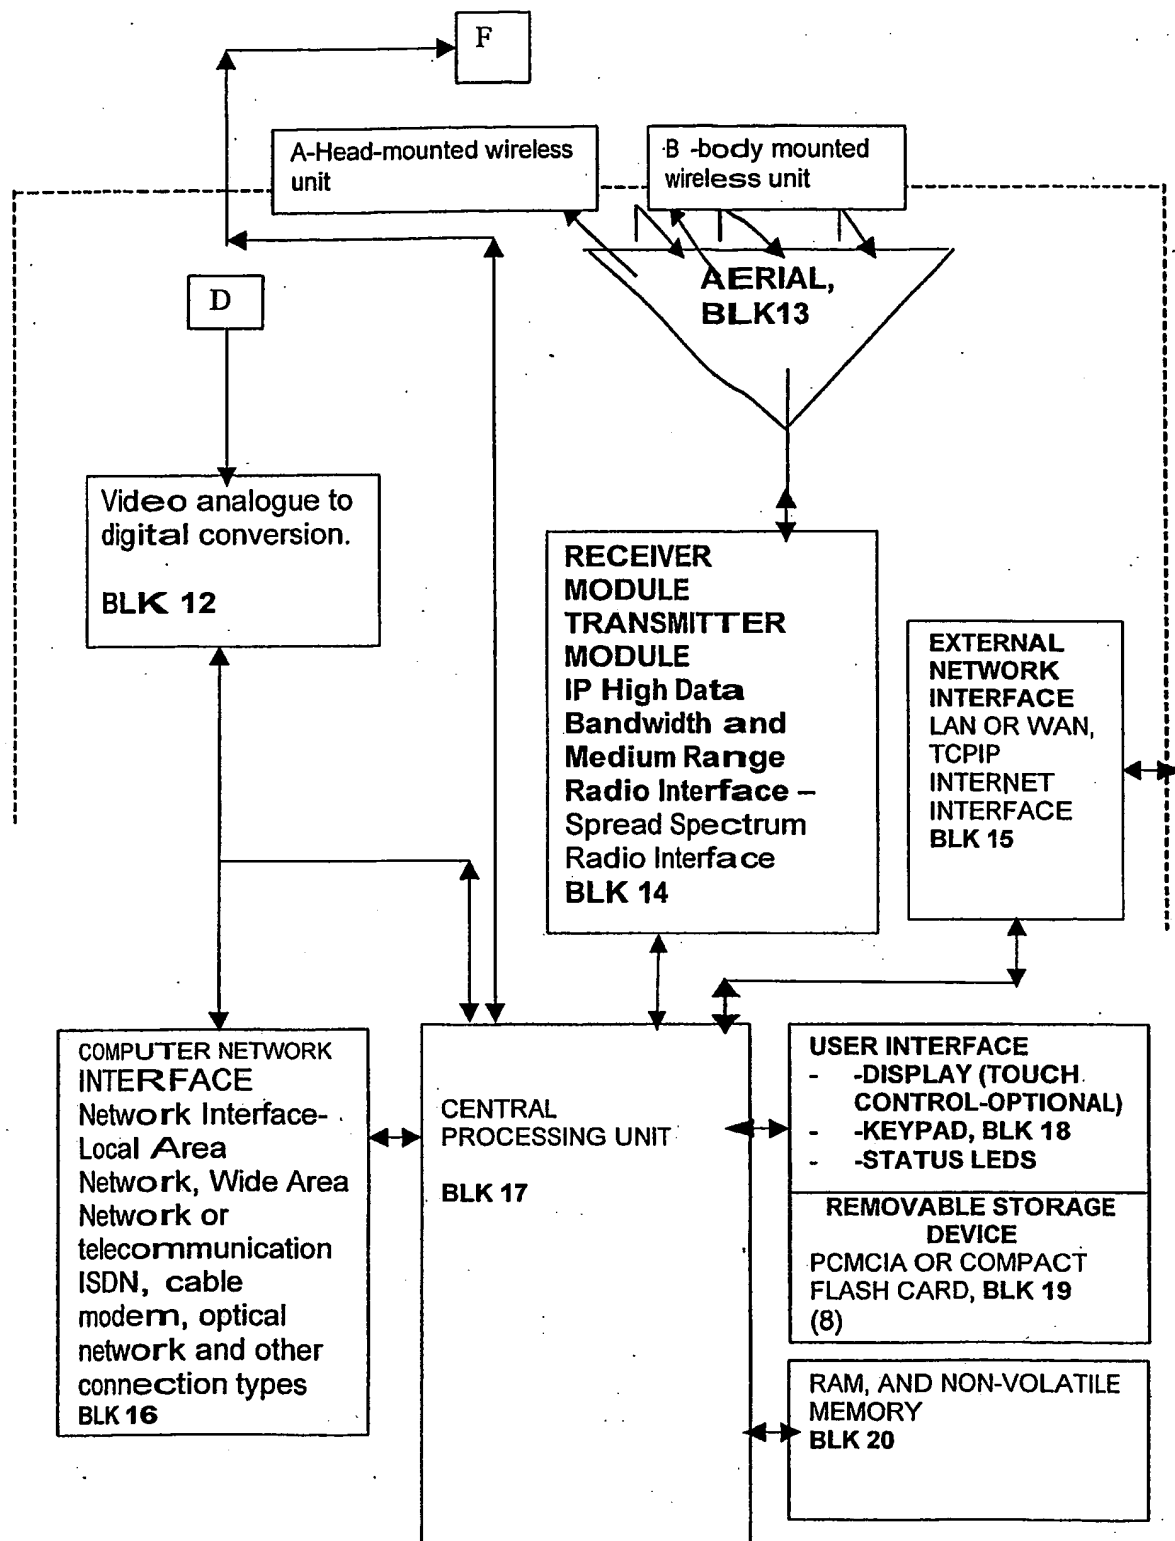 F
A-Head-mounted wireless
unit
B -body mounted
wireless unit
D
AERIAL,
BLK13
Video analogue to
digital conversion.
BLK 12
RECEIVER
MODULE
TRANSMITTER
MODULE
IP High Data
Bandwidth and
Medium Range
Radio Interface –
Spread Spectrum
Radio Interface
BLK 14
EXTERNAL
NETWORK
INTERFACE
LAN OR WAN,
TCPIP
INTERNET
INTERFACE
BLK 15
COMPUTER NETWORK
INTERFACE
Network Interface-
Local Area
Network, Wide Area
Network or
telecommunication
ISDN, cable
modem, optical
network and other
connection types
BLK 16
CENTRAL
PROCESSING UNIT
BLK 17
USER INTERFACE
- -DISPLAY (TOUCH
CONTROL-OPTIONAL)
- -KEYPAD, BLK 18
- -STATUS LEDS
REMOVABLE STORAGE
DEVICE
PCMCIA OR COMPACT
FLASH CARD, BLK 19
(8)
RAM, AND NON-VOLATILE
MEMORY
BLK 20